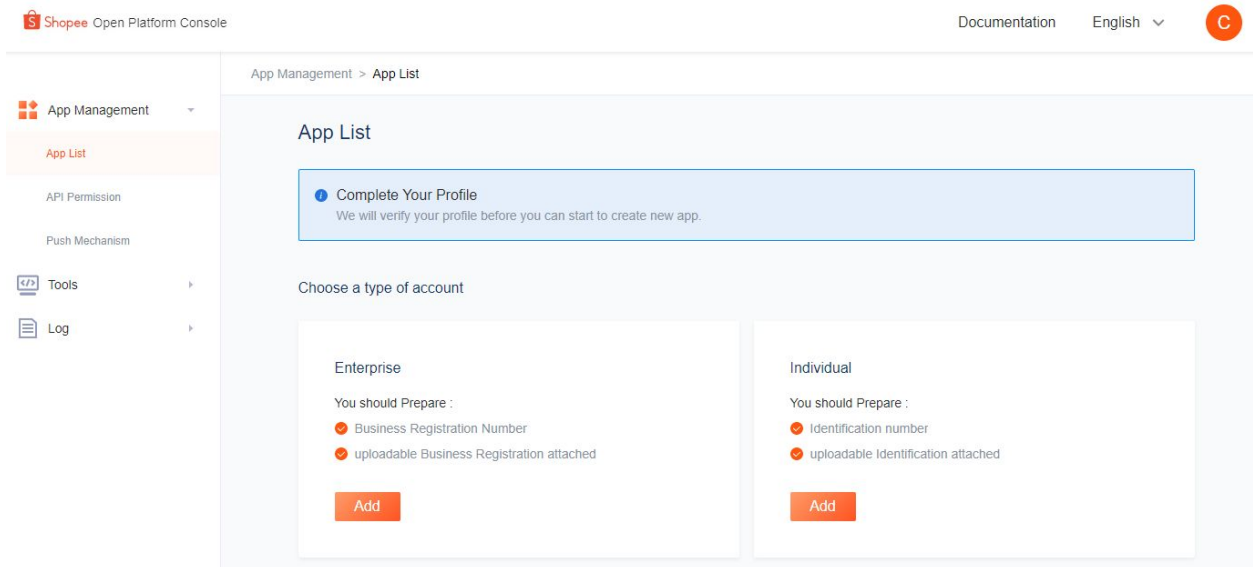 Shopee Open Platform Console
Documentation
English
C
App Management > App List
App Management
App List
API Permission
Push Mechanism
Tools
Log
App List
Complete Your Profile
We will verify your profile before you can start to create new app.
Choose a type of account
Enterprise
You should Prepare :
Business Registration Number
uploadable Business Registration attached
Add
Individual
You should Prepare :
Identification number
uploadable Identification attached
Add